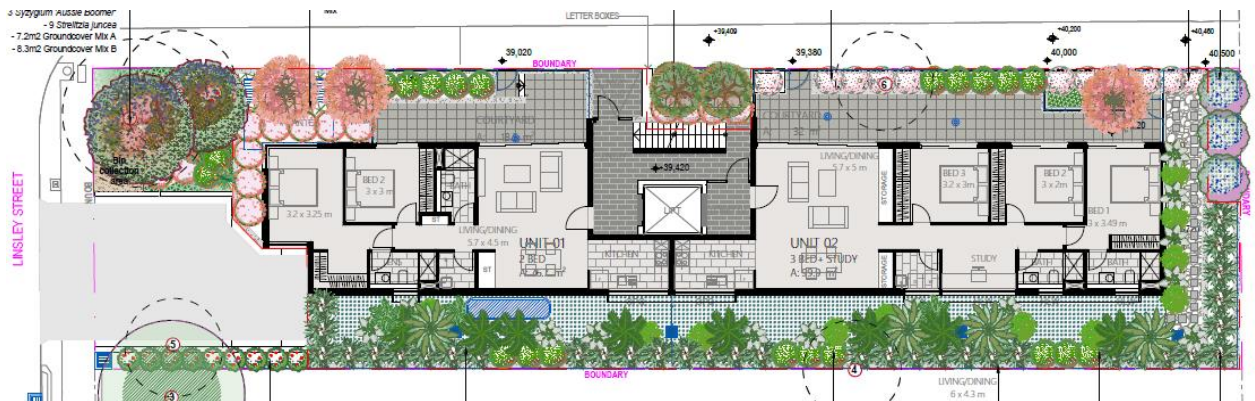 3 Syzygium 'Aussie Boomer'
- 9 Strelitzia juncea
- 7.2m2 Groundcover Mix A
- 8.3m2 Groundcover Mix B
MIX
LETTER BOXES
39,020
BOUNDARY
+39,409
39,380
+40,200
40,000
+40,460
40,500
6
COURTYARD
COURTYARD
A: 32 m
Bin
collection
area
+39,420
BED 2
3 x 3 m
BATH
3.2 x 3.25 m
LIVING/DINING
5.7 x 4.5 m
ST
ST
UNIT 01
2 BED
KITCHEN
LIFT
KITCHEN
LIVING/DINING
5.7 x 5 m
STORAGE
STORAGE
UNIT 02
3 BED+ STUDY
BED 3
3.2 x 3m
BED 2
3 x 2m
BED 1
3 x 3.49 m
STUDY
BATH
BATH
LINSLEY STREET
5
3
BOUNDARY
4
LIVING/DINING
6 x 4.3 m